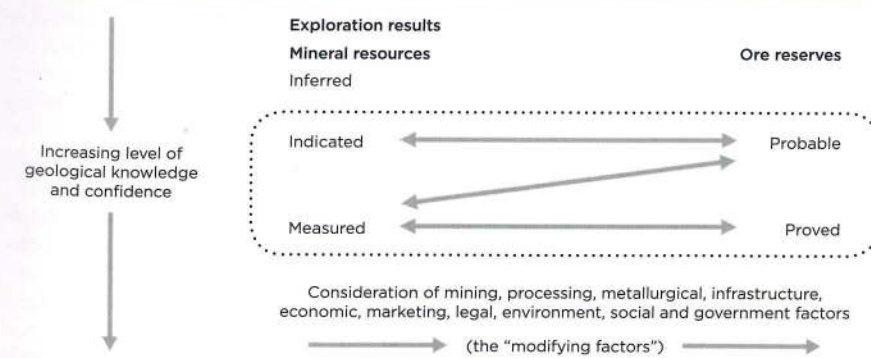 Exploration results
Mineral resources
Ore reserves
Inferred
Increasing level of
geological knowledge
and confidence
Indicated
Probable
Measured
Proved
Consideration of mining, processing, metallurgical, infrastructure,
economic, marketing, legal, environment, social and government factors
(the "modifying factors")